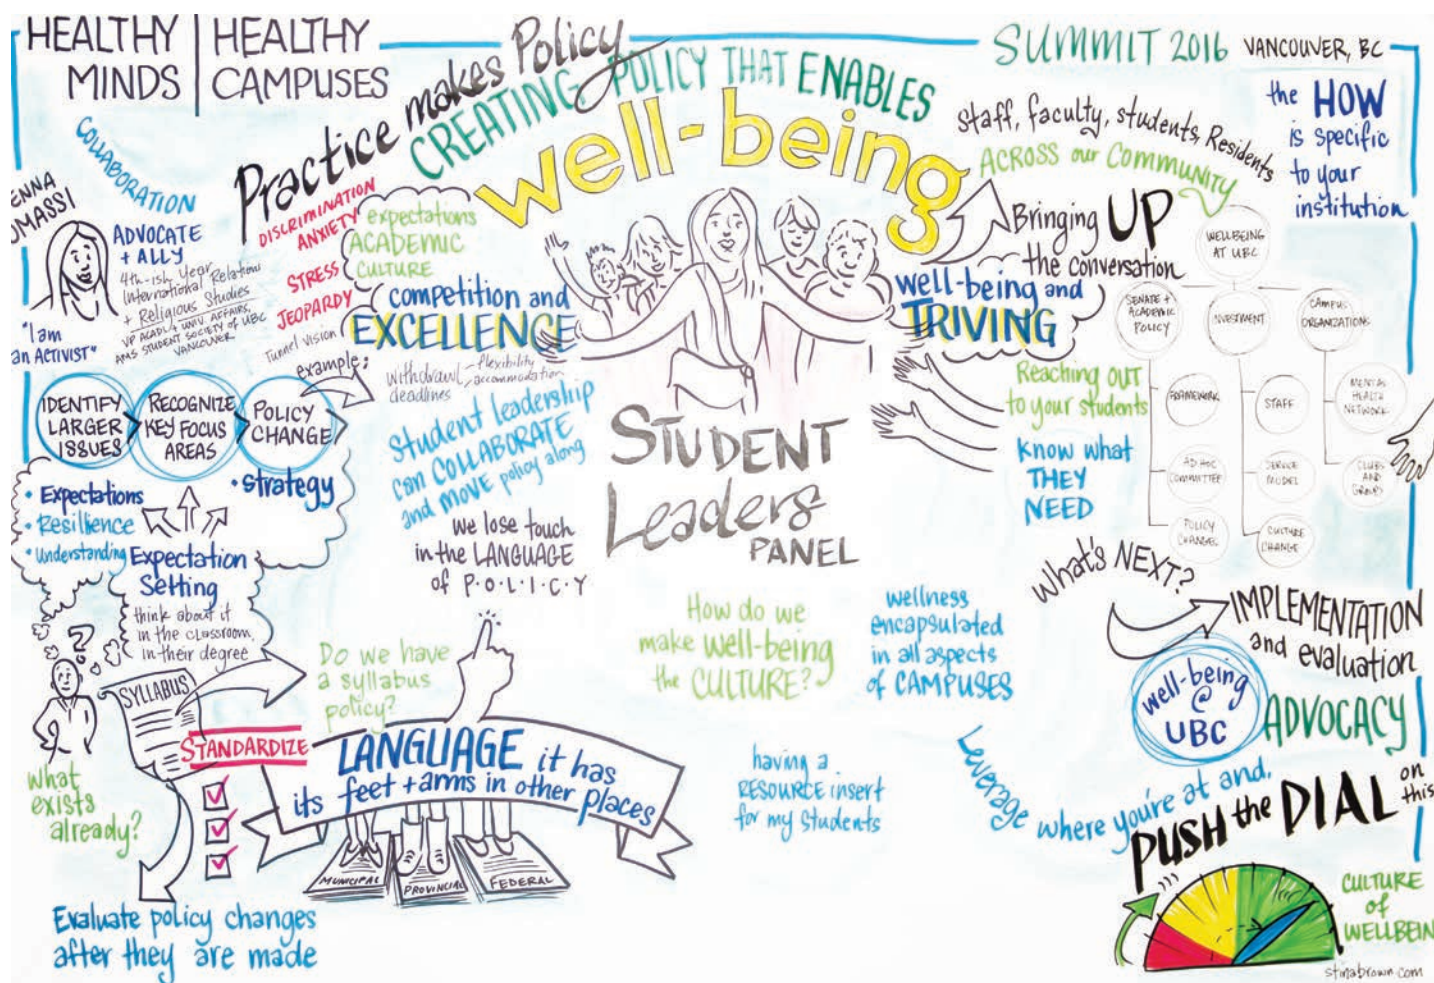 HEALTHY
MINDS
HEALTHY
CAMPUSES
Practice makes Policy
CREATING POLICY THAT ENABLES
well-being
SUMMIT 2016
VANCOUVER, BC
COLLABORATION
ENNA
OMASSI
ADVOCATE
+ ALLY
4th-ish Year
International Relations
+ Religious Studies
VP ACAD. + UNIV. AFFAIRS,
AMS STUDENT SOCIETY of UBC
VANCOUVER
"I am
an ACTIVIST"
DISCRIMINATION
ANXIETY
STRESS
JEOPARDY
Tunnel vision
expectations
ACADEMIC
CULTURE
competition and
EXCELLENCE
IDENTIFY
LARGER
ISSUES
RECOGNIZE
KEY FOCUS
AREAS
POLICY
CHANGE
example:
withdrawl
deadlines
flexibility
accommodation
• Strategy
• Expectations
• Resillience
• Understanding
Expectation
Setting
think about it
in the classroom,
in their degree
Student leadership
can COLLABORATE
and MOVE policy along
we lose touch
in the LANGUAGE
of P·O·L·I·C·Y
STUDENT
Leaders
PANEL
Staff, faculty, students, Residents
ACROSS our COMMUNITY
the HOW
is specific
to your
institution
Bringing UP
the conversation
well-being and
TRIVING
Reaching OUT
to your students
Know what
THEY
NEED
WELLBEING
AT UBC
SENATE +
ACADEMIC
POLICY
INVESTMENT
CAMPUS
ORGANIZATIONS
FRAMEWORK
STAFF
MENTAL
HEALTH
NETWORK
AD HOC
COMMITTEE
SERVICE
MODEL
CLUBS
AND
GROUPS
POLICY
CHANGES
CULTURE
CHANGE
What's NEXT?
IMPLEMENTATION
and evaluation
well-being
@
UBC
ADVOCACY
?
SYLLABUS
Do we have
a syllabus
policy?
STANDARDIZE
what
exists
already?
LANGUAGE it has
its feet + arms in other places
MUNICIPAL
PROVINCIAL
FEDERAL
Evaluate policy changes
after they are made
How do we
make well-being
the CULTURE?
wellness
encapsulated
in all aspects
of CAMPUSES
having a
RESOURCE insert
for my students
Leverage where you're at and,
PUSH the DIAL on
this
CULTURE
of
WELLBEIN
stinabrown.com